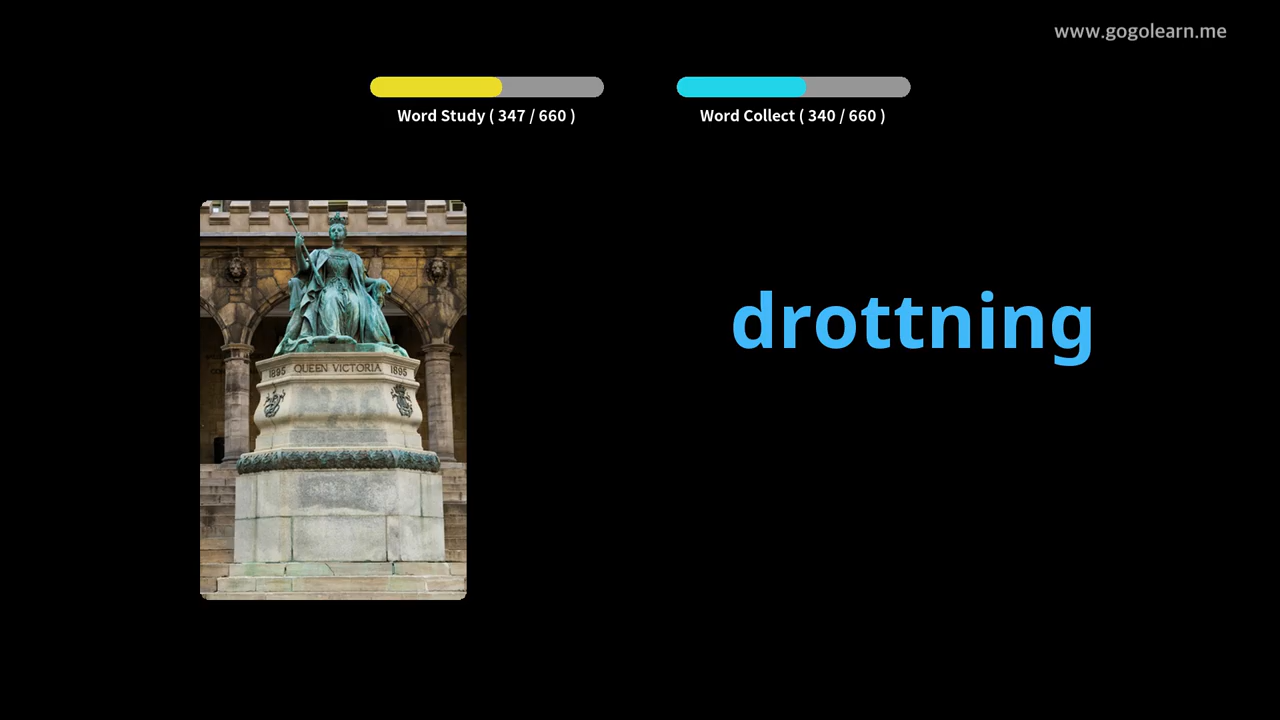 www.gogolearn.me
Word Study ( 347 / 660 )
Word Collect ( 340 / 660 )
drottning
1895 QUEEN VICTORIA 1895